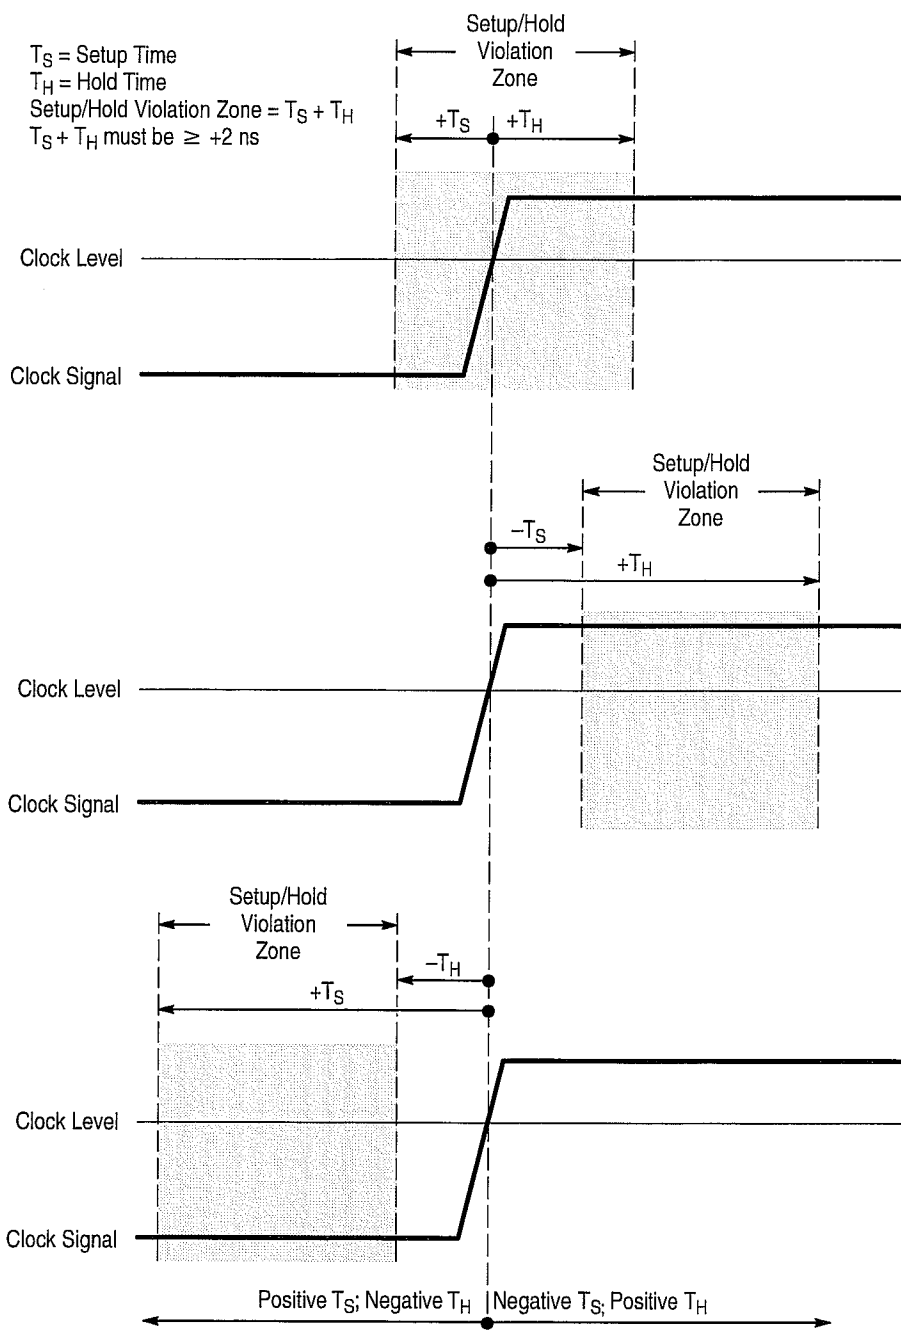 T_S = Setup Time
T_H = Hold Time
Setup/Hold Violation Zone = T_S + T_H
T_S + T_H must be ≥ +2 ns
Setup/Hold
Violation
Zone
+T_S
+T_H
Clock Level
Clock Signal
Setup/Hold
Violation
Zone
–T_S
+T_H
Clock Level
Clock Signal
Setup/Hold
Violation
Zone
–T_H
+T_S
Clock Level
Clock Signal
Positive T_S; Negative T_H
Negative T_S; Positive T_H